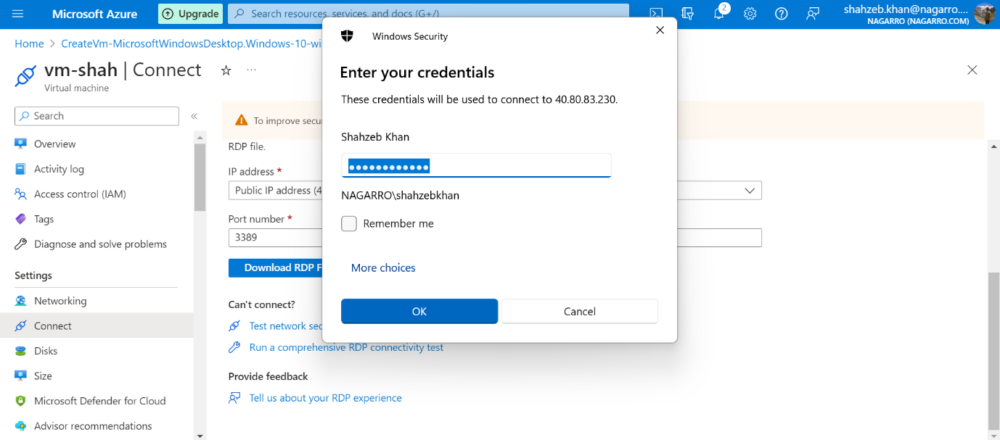 Microsoft Azure
Upgrade
Search resources, services, and docs (G+/)
2
shahzeb.khan@nagarro....
NAGARRO (NAGARRO.COM)
Home > CreateVm-MicrosoftWindowsDesktop.Windows-10-wi
vm-shah | Connect
Virtual machine
Search
Overview
Activity log
Access control (IAM)
Tags
Diagnose and solve problems
Settings
Networking
Connect
Disks
Size
Microsoft Defender for Cloud
Advisor recommendations
To improve secu
RDP file.
IP address *
Public IP address (4
Port number *
3389
Download RDP F
Can't connect?
Test network sec
Run a comprehensive RDP connectivity test
Provide feedback
Tell us about your RDP experience
Windows Security
Enter your credentials
These credentials will be used to connect to 40.80.83.230.
Shahzeb Khan
••••••••••••
NAGARRO\shahzebkhan
Remember me
More choices
OK
Cancel